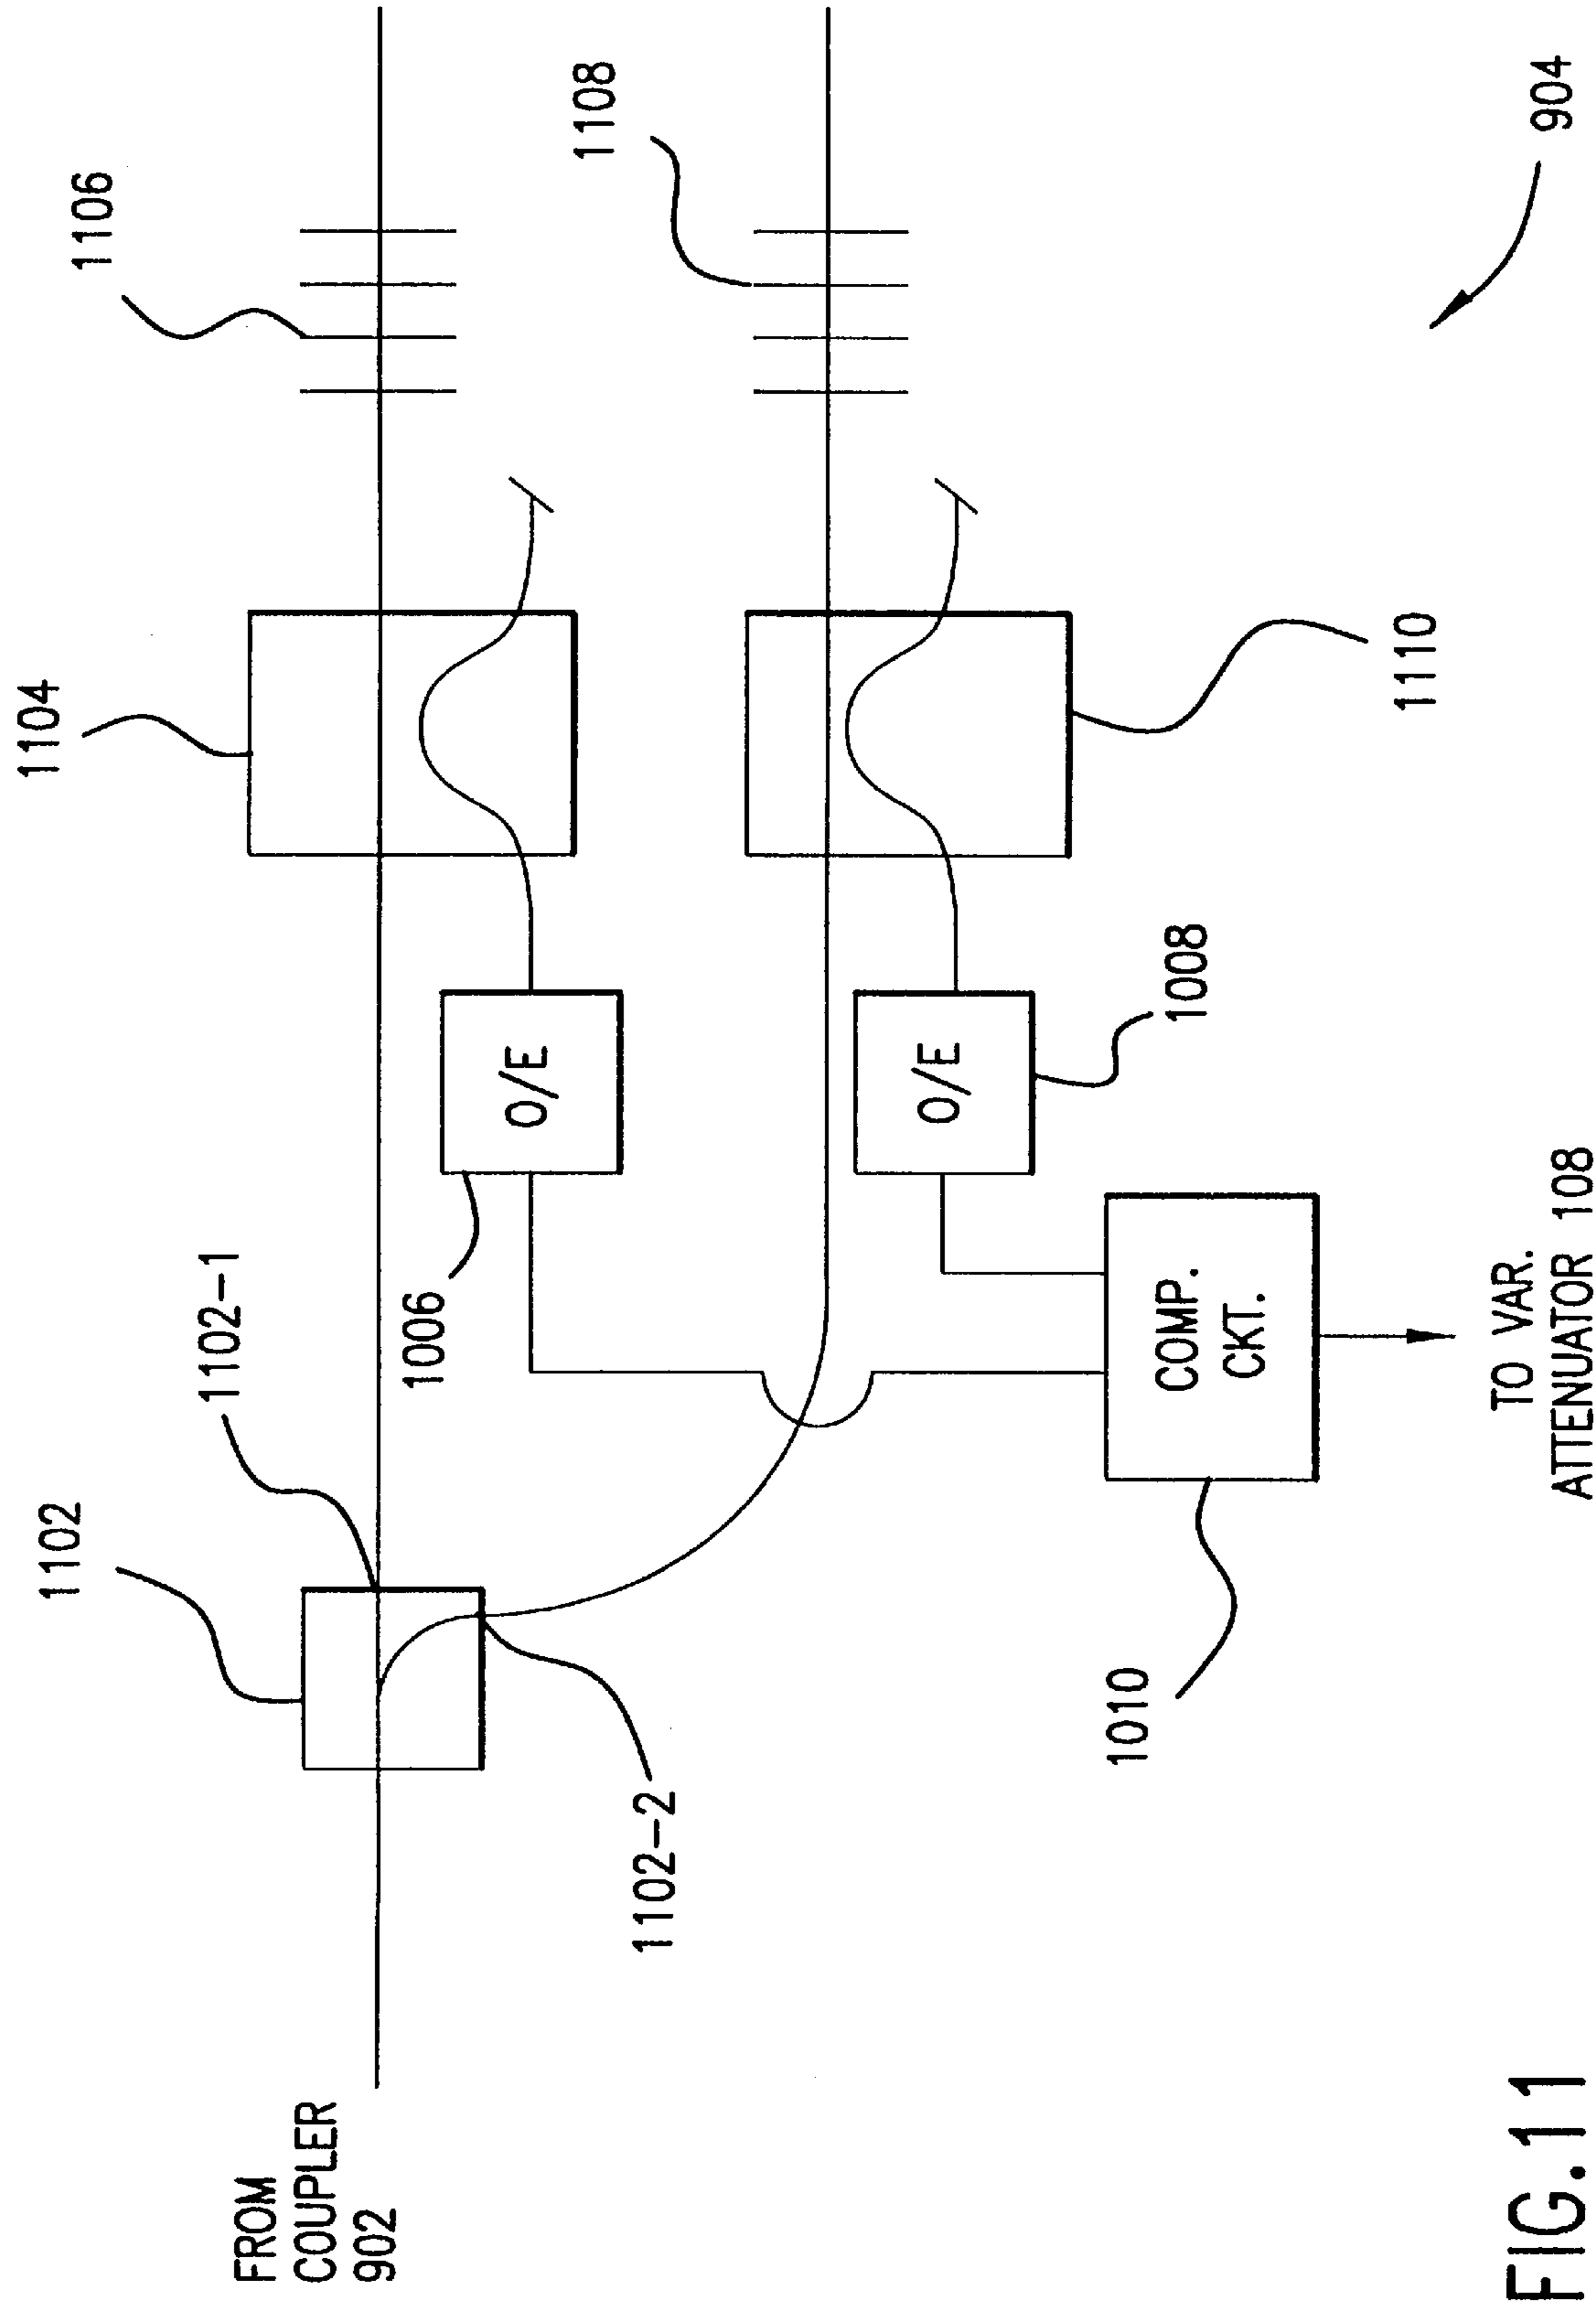 1104
1106
1102
1102-1
1108
FROM
COUPLER
902
1006
O/E
1102-2
O/E
1008
1010
COMP.
CKT.
1110
904
TO VAR.
ATTENUATOR 108
FIG.11